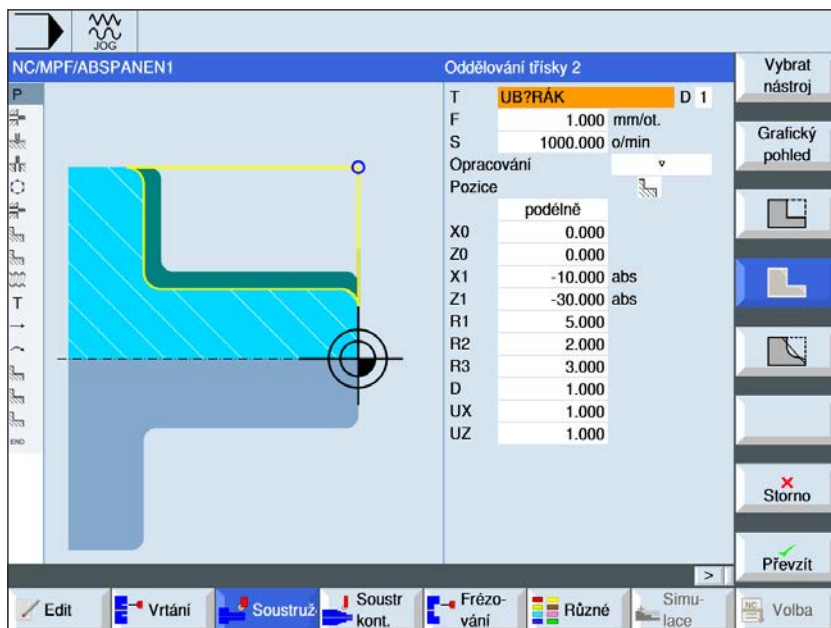 JOG
NC/MPF/ABSPANEN1
Oddělování třísky 2
P
T
END
T UB?RÁK D 1
F 1.000 mm/ot.
S 1000.000 o/min
Opracování
Pozice
podélně
X0 0.000
Z0 0.000
X1 -10.000 abs
Z1 -30.000 abs
R1 5.000
R2 2.000
R3 3.000
D 1.000
UX 1.000
UZ 1.000
Vybrat
nástroj
Grafický
pohled
Storno
Převzít
>
Edit
Vrtání
Soustruž
Soustr
kont.
Frézo-
vání
Různé
Simu-
lace
NC
Volba